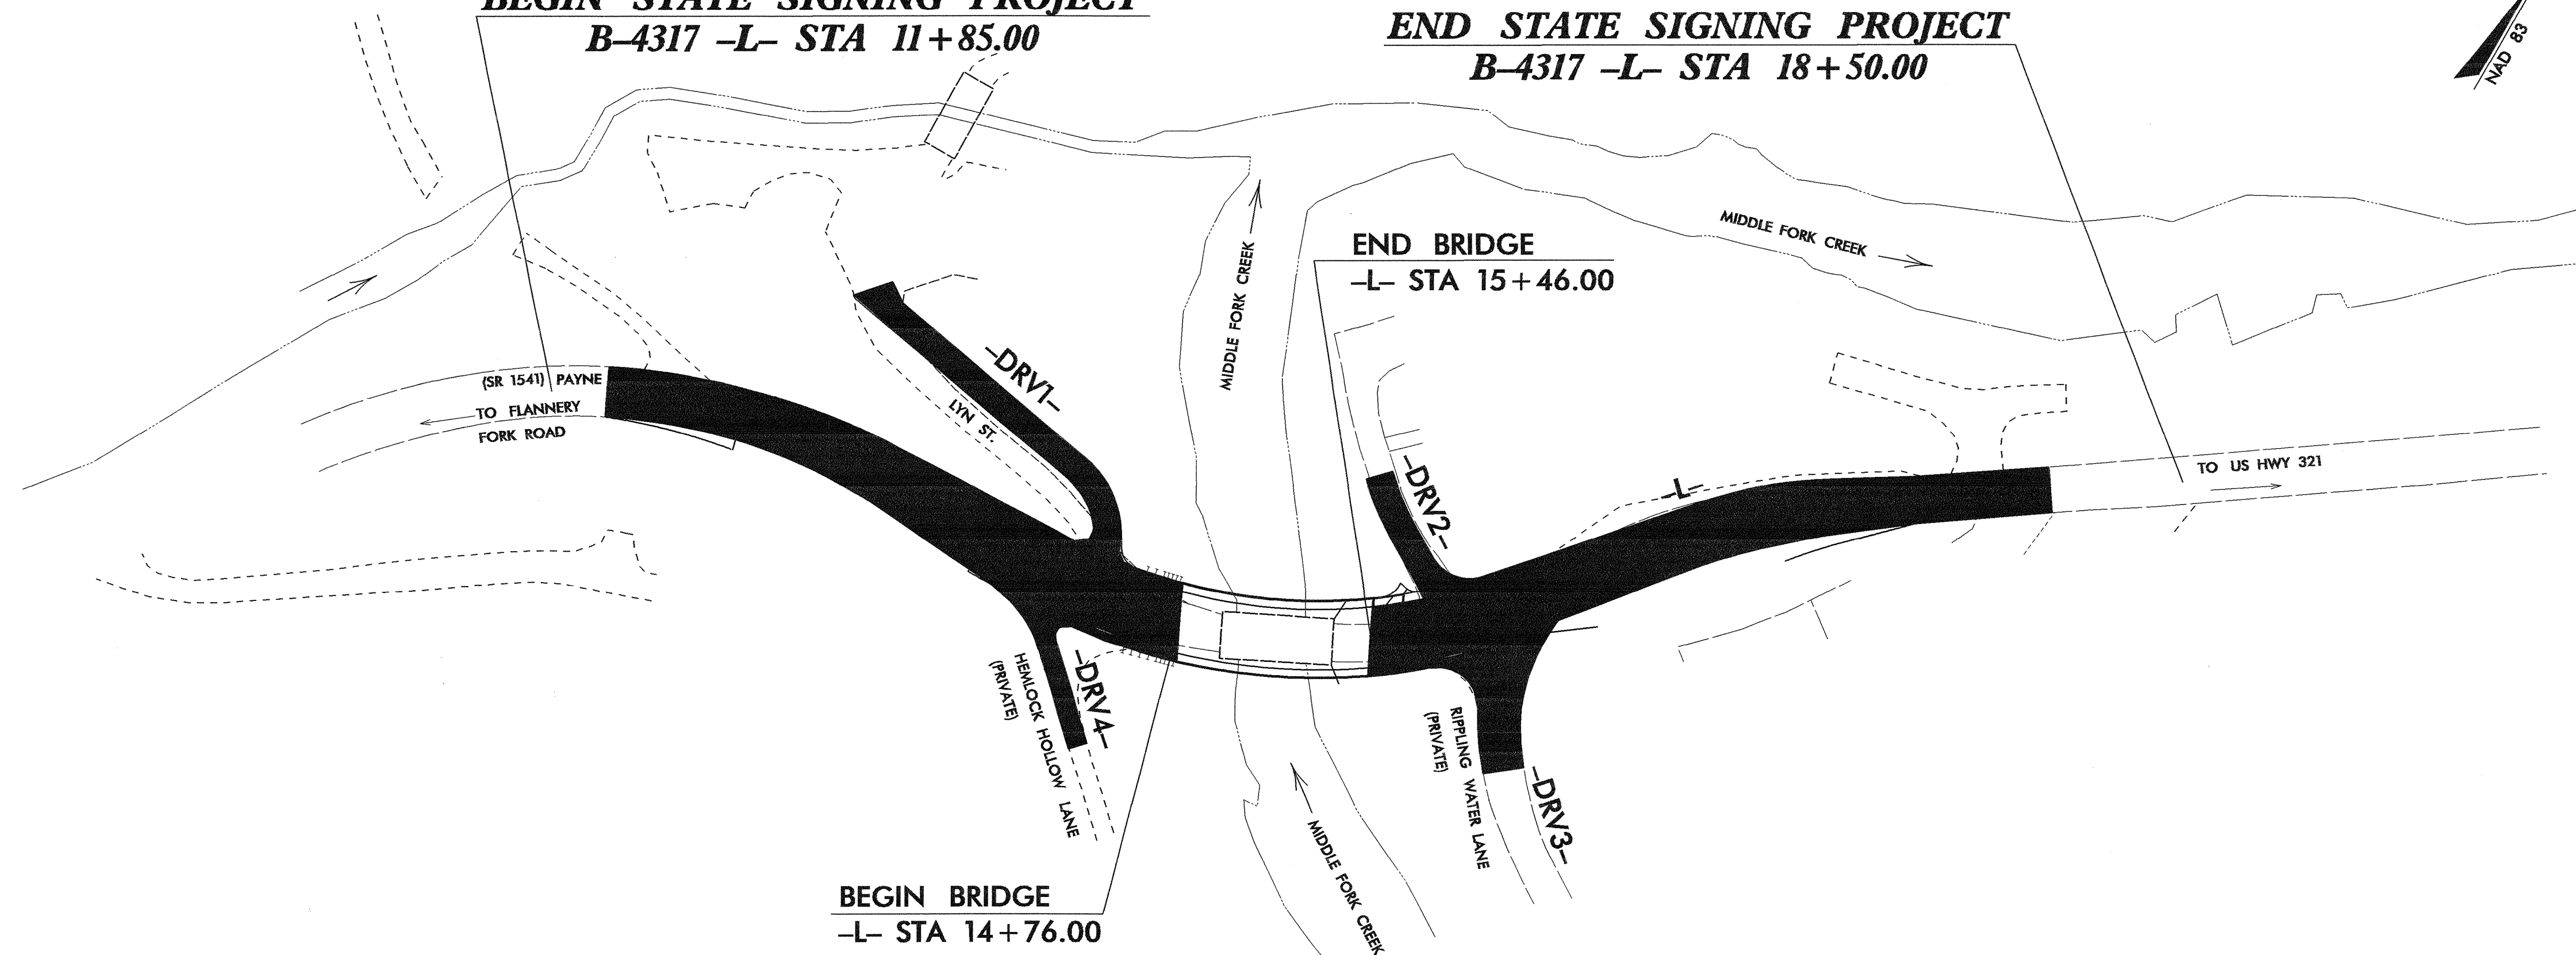 BEGIN STATE SIGNING PROJECT
B–4317 –L– STA 11+85.00
END STATE SIGNING PROJECT
B–4317 –L– STA 18+50.00
NAD 83
MIDDLE FORK CREEK
END BRIDGE
–L– STA 15+46.00
MIDDLE FORK CREEK
(SR 1541) PAYNE
TO FLANNERY
FORK ROAD
–DRV1–
LYN ST.
–DRV2–
–L–
TO US HWY 321
–DRV4–
HEMLOCK HOLLOW LANE
(PRIVATE)
RIPPLING WATER LANE
(PRIVATE)
–DRV3–
MIDDLE FORK CREEK
BEGIN BRIDGE
–L– STA 14+76.00